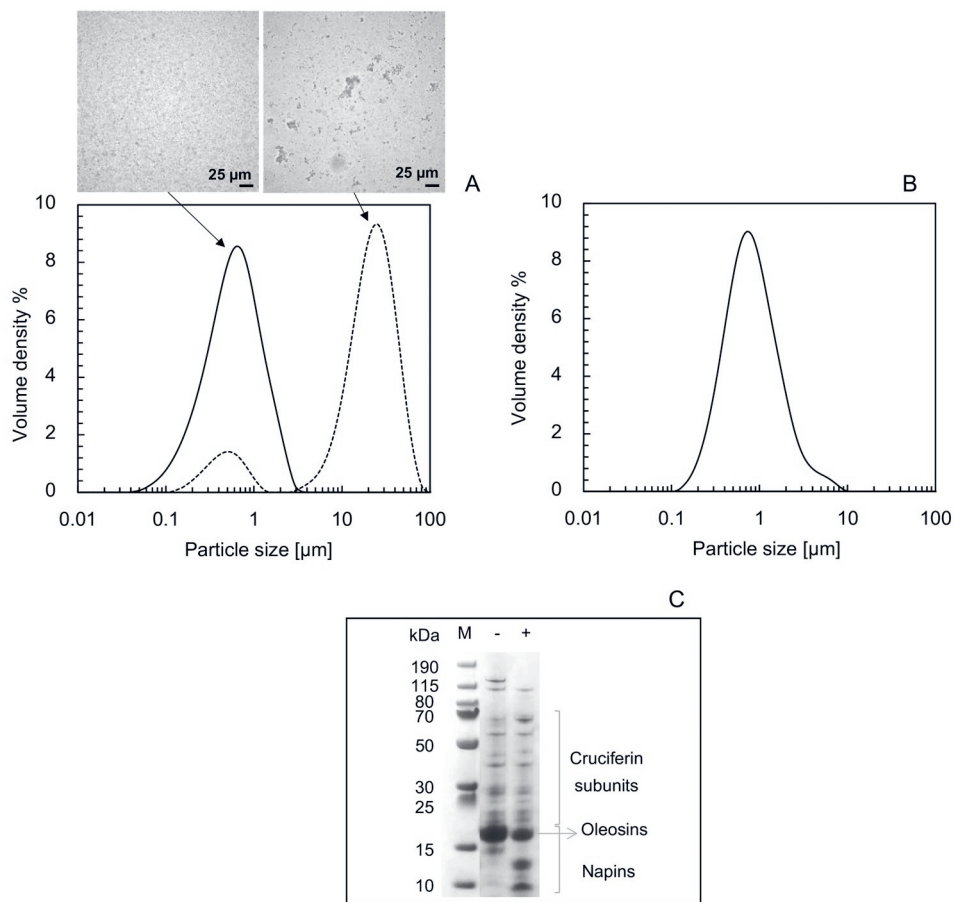 25 µm
25 µm
A
10
8
6
4
2
0
Volume density %
0.01 0.1 1 10 100
Particle size [µm]
B
10
8
6
4
2
0
Volume density %
0.01 0.1 1 10 100
Particle size [µm]
C
kDa M - +
190
115
80
70
50
30
25
15
10
Cruciferin
subunits
Oleosins
Napins